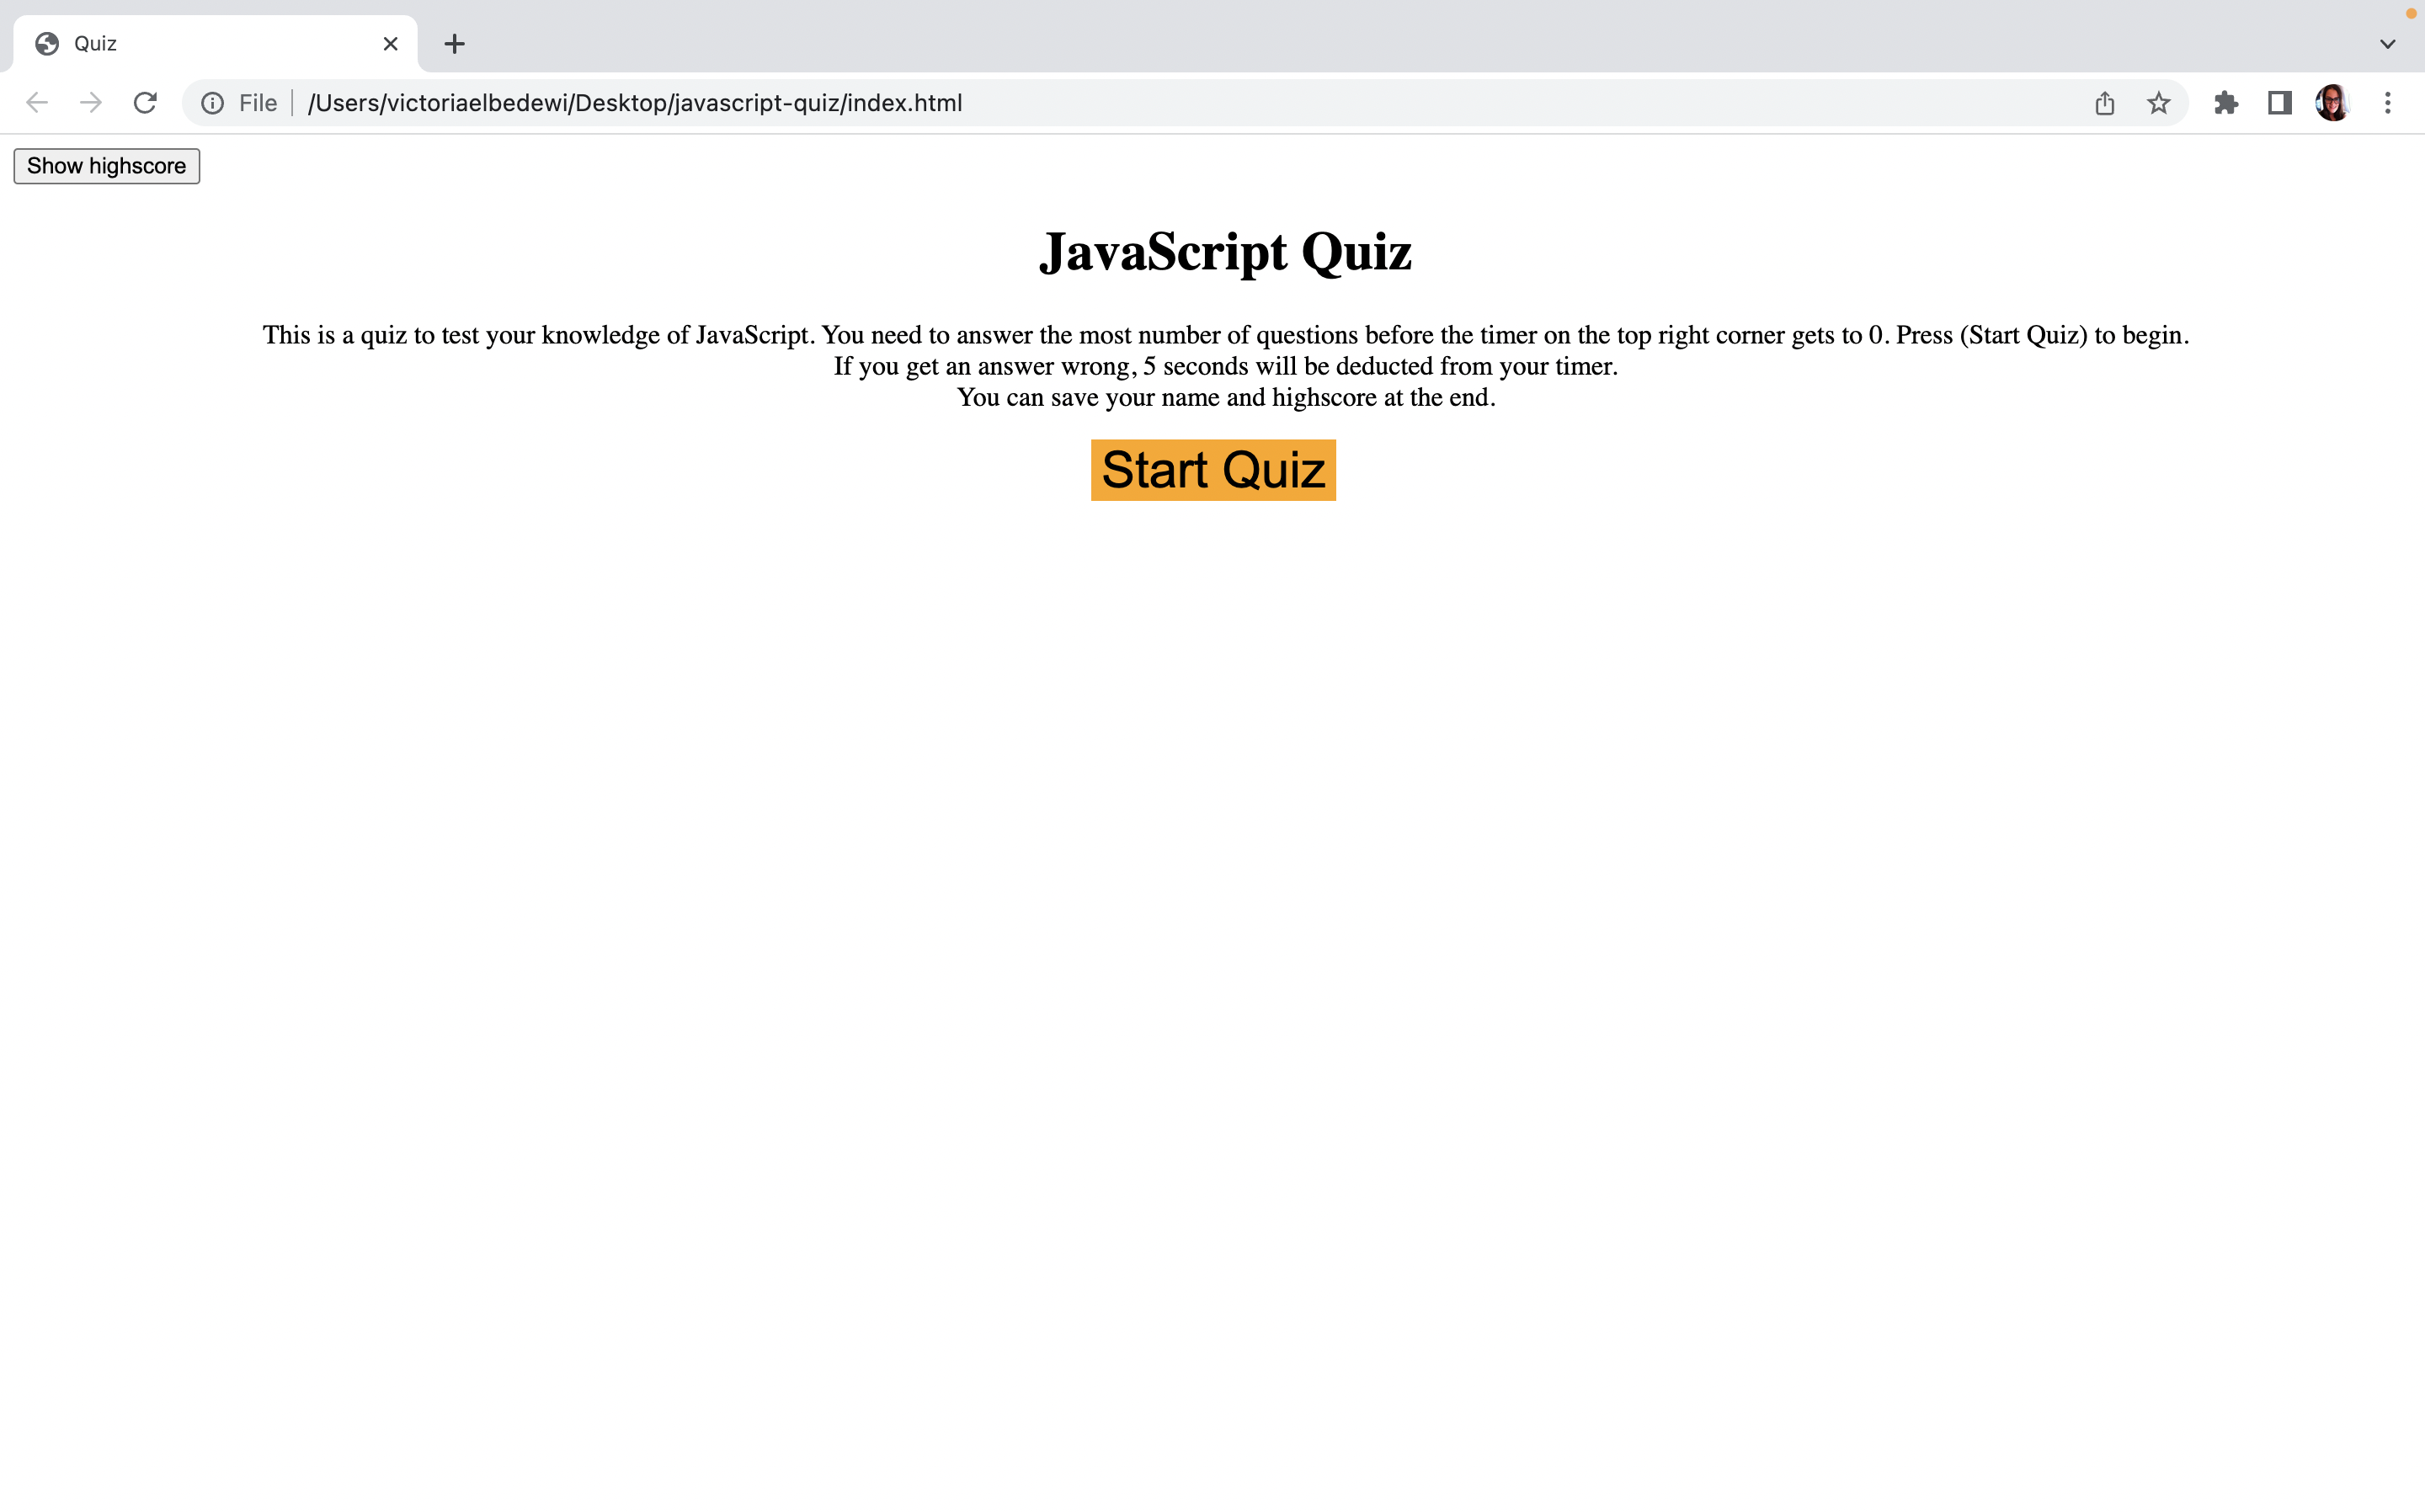 Quiz
File
/Users/victoriaelbedewi/Desktop/javascript-quiz/index.html
Show highscore
JavaScript Quiz
This is a quiz to test your knowledge of JavaScript. You need to answer the most number of questions before the timer on the top right corner gets to 0. Press (Start Quiz) to begin.
If you get an answer wrong, 5 seconds will be deducted from your timer.
You can save your name and highscore at the end.
Start Quiz